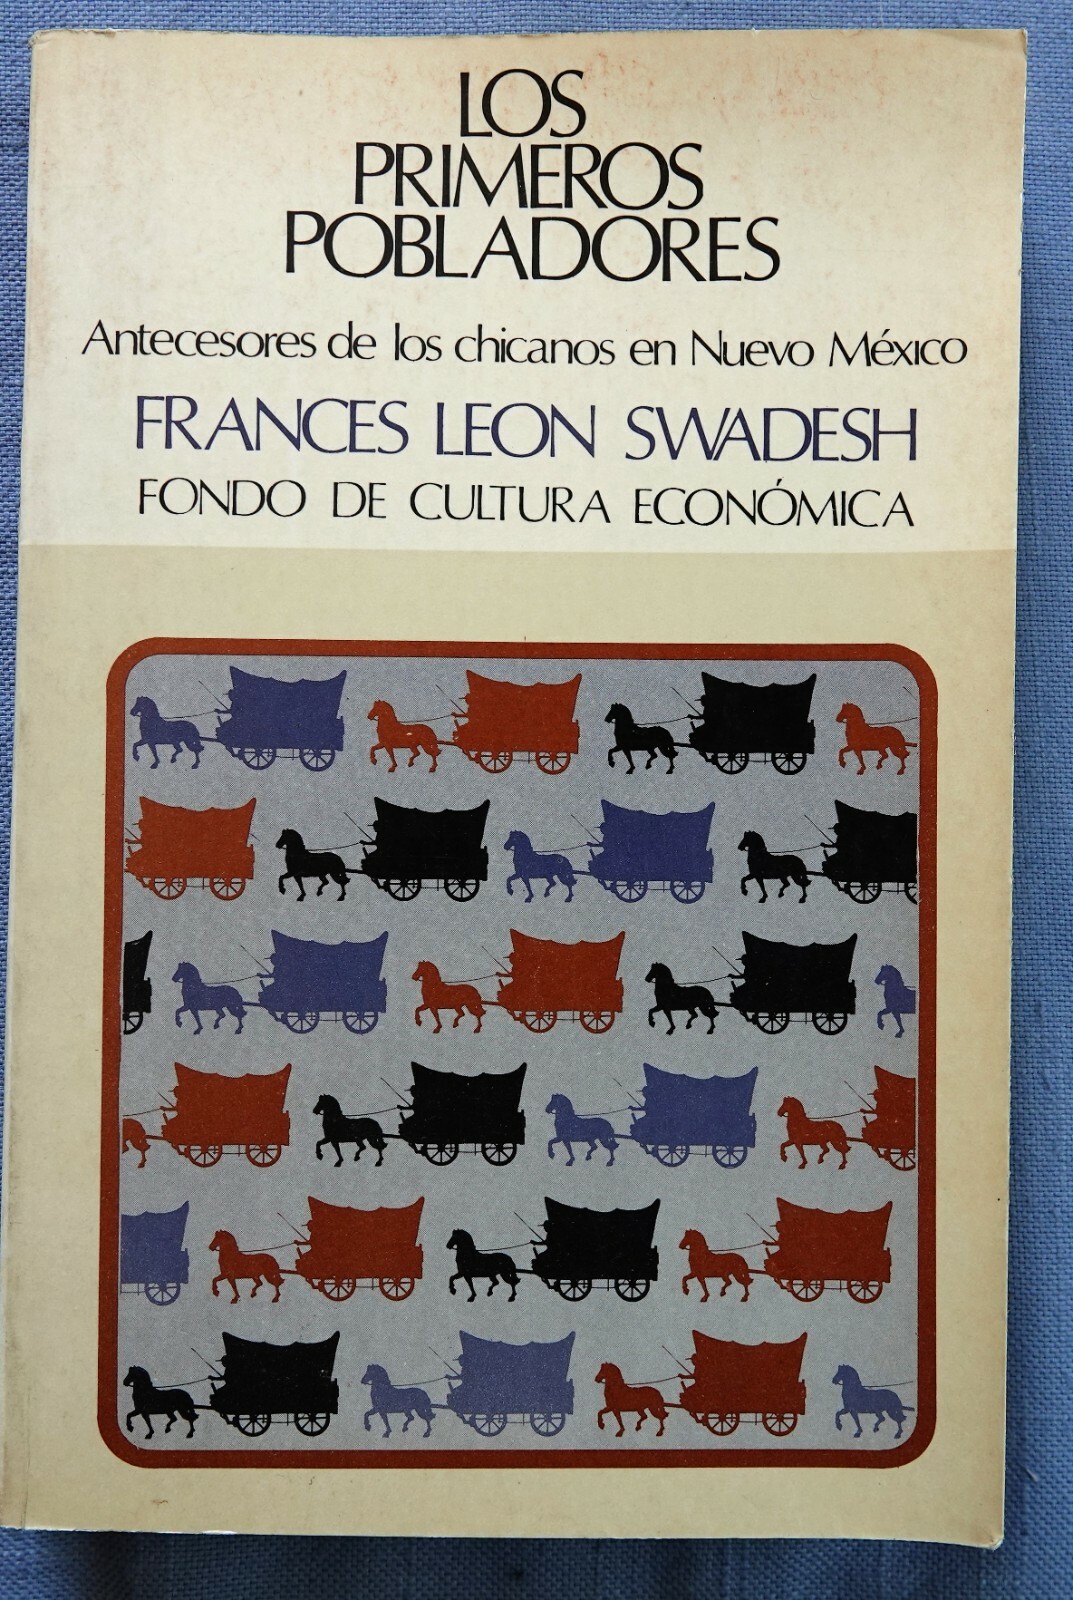 LOS
PRIMEROS
POBLADORES
Antecesores de los chicanos en Nuevo México
FRANCES LEON SWADESH
FONDO DE CULTURA ECONÓMICA